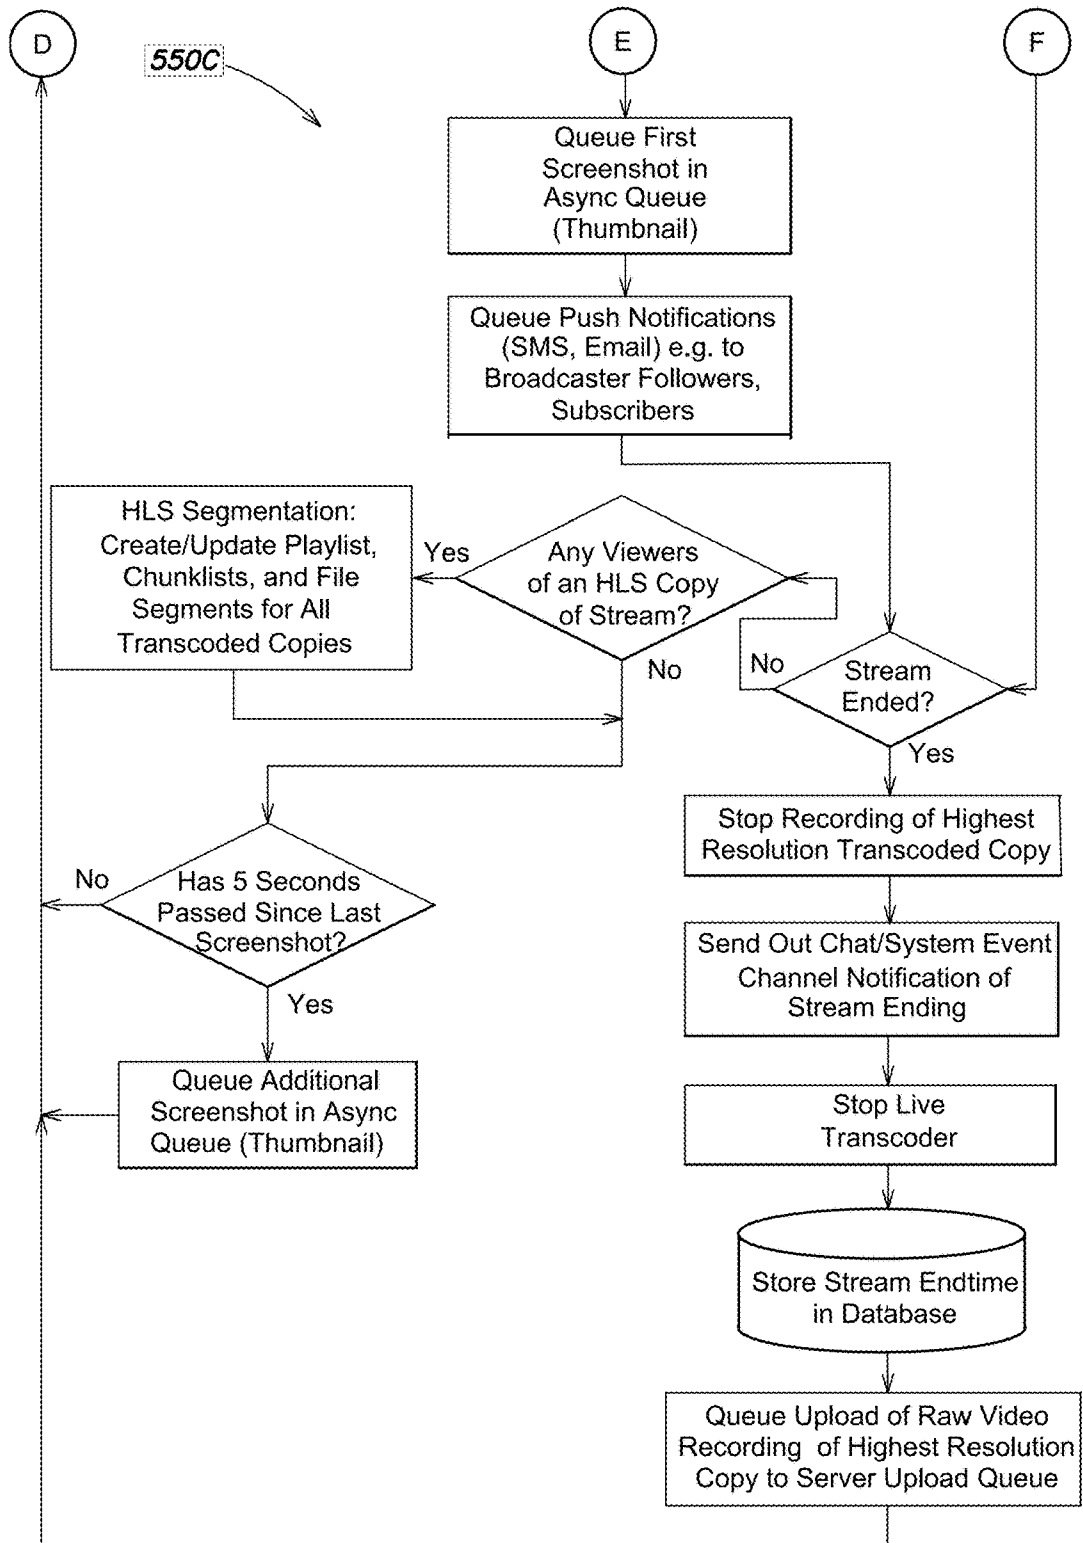 D
550C
E
F
Queue First
Screenshot in
Async Queue
(Thumbnail)
Queue Push Notifications
(SMS, Email) e.g. to
Broadcaster Followers,
Subscribers
HLS Segmentation:
Create/Update Playlist,
Chunklists, and File
Segments for All
Transcoded Copies
Yes
Any Viewers
of an HLS Copy
of Stream?
No
No
Stream
Ended?
Yes
Stop Recording of Highest
Resolution Transcoded Copy
No
Has 5 Seconds
Passed Since Last
Screenshot?
Yes
Send Out Chat/System Event
Channel Notification of
Stream Ending
Queue Additional
Screenshot in Async
Queue (Thumbnail)
Stop Live
Transcoder
Store Stream Endtime
in Database
Queue Upload of Raw Video
Recording of Highest Resolution
Copy to Server Upload Queue